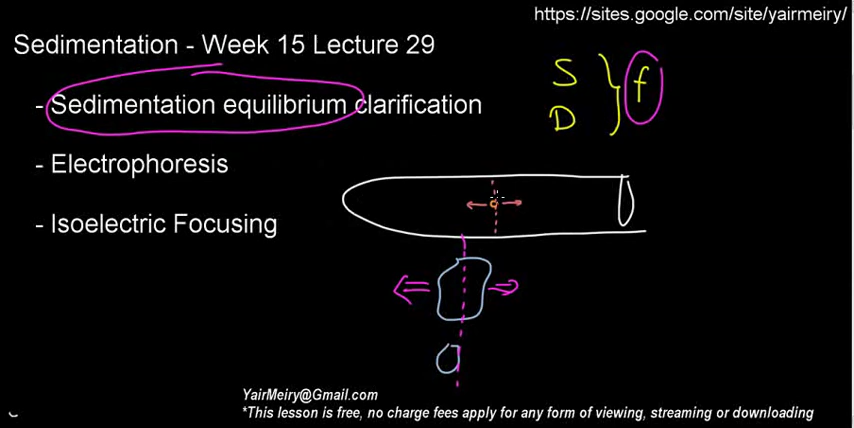 https://sites.google.com/site/yairmeiry/
Sedimentation - Week 15 Lecture 29
- Sedimentation equilibrium clarification
- Electrophoresis
- Isoelectric Focusing
S
D
f
YairMeiry@Gmail.com
*This lesson is free, no charge fees apply for any form of viewing, streaming or downloading